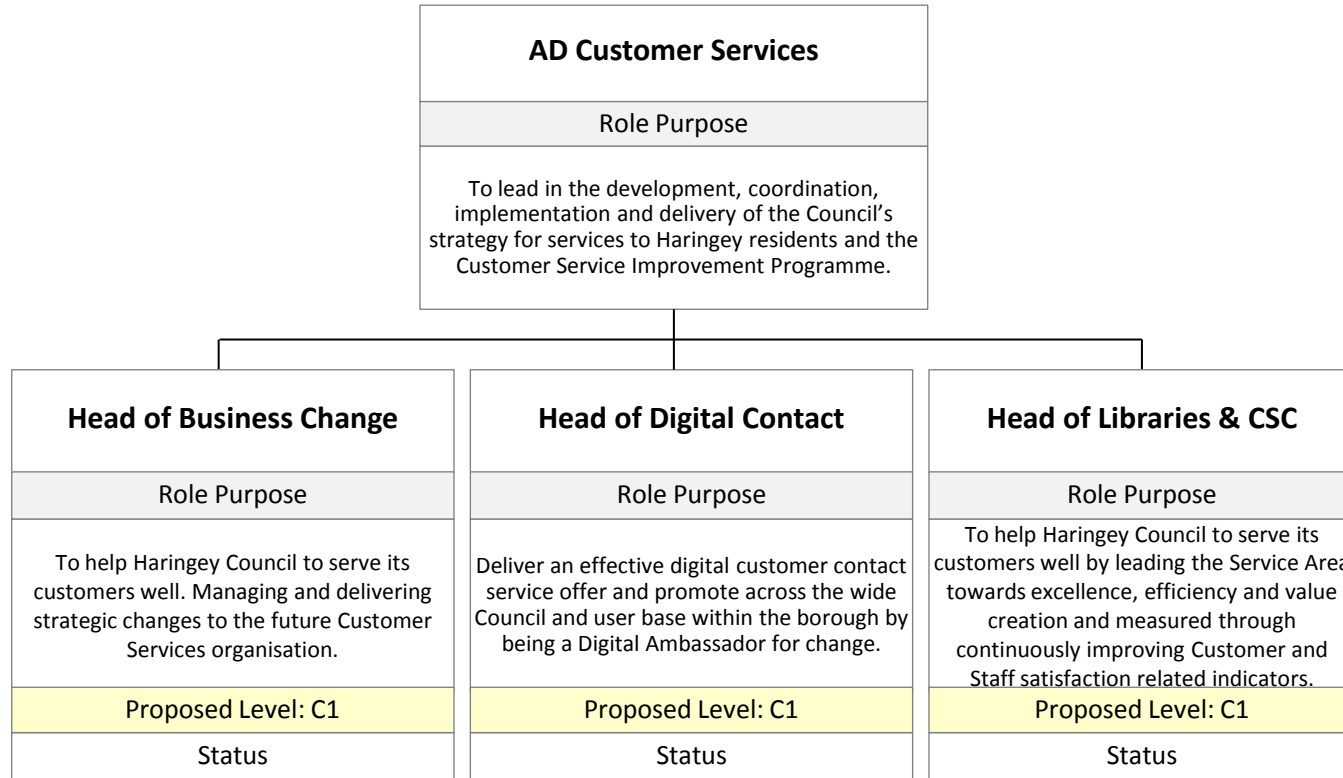 AD Customer Services
Role Purpose
To lead in the development, coordination,
implementation and delivery of the Council’s
strategy for services to Haringey residents and the
Customer Service Improvement Programme.
Head of Business Change
Role Purpose
To help Haringey Council to serve its
customers well. Managing and delivering
strategic changes to the future Customer
Services organisation.
Proposed Level: C1
Status
Head of Digital Contact
Role Purpose
Deliver an effective digital customer contact
service offer and promote across the wide
Council and user base within the borough by
being a Digital Ambassador for change.
Proposed Level: C1
Status
Head of Libraries & CSC
Role Purpose
To help Haringey Council to serve its
customers well by leading the Service Area
towards excellence, efficiency and value
creation and measured through
continuously improving Customer and
Staff satisfaction related indicators.
Proposed Level: C1
Status